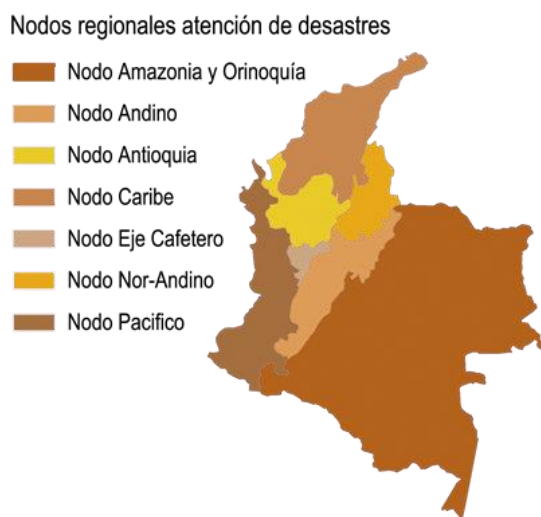 Nodos regionales atención de desastres
Nodo Amazonia y Orinoquía
Nodo Andino
Nodo Antioquia
Nodo Caribe
Nodo Eje Cafetero
Nodo Nor-Andino
Nodo Pacifico